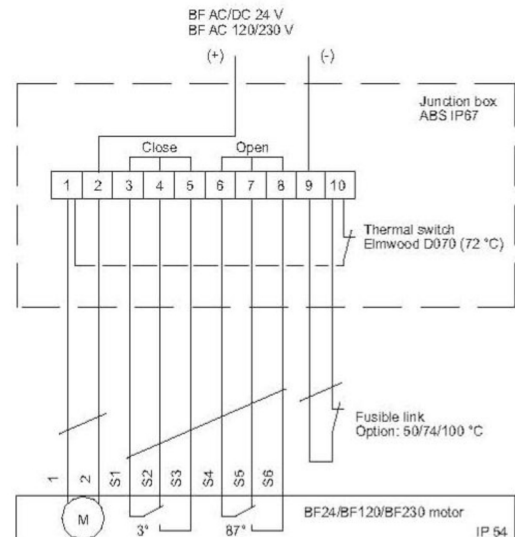 BF AC/DC 24 V
BF AC 120/230 V
(+)
(-)
Junction box
ABS IP67
Close
Open
1 2 3 4 5 6 7 8 9 10
Thermal switch
Elmwood D070 (72 °C)
Fusible link
Option: 50/74/100 °C
1 2 S1 S2 S3 S4 S5 S6
M
3°
87°
BF24/BF120/BF230 motor
IP 54